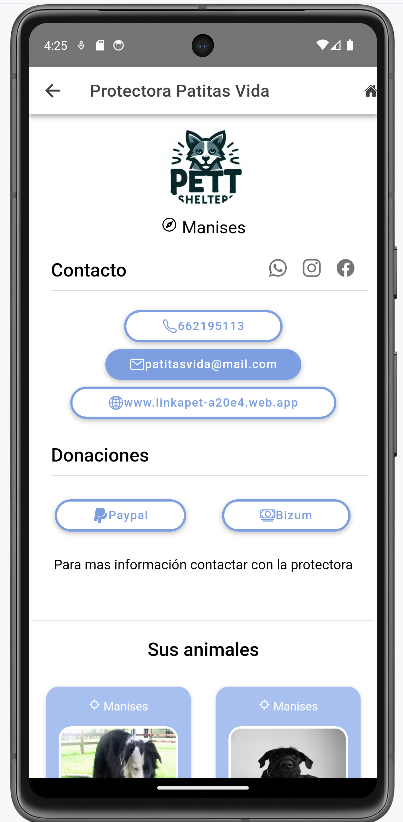 4:25
Protectora Patitas Vida
PETT
SHELTER
Manises
Contacto
662195113
patitasvida@mail.com
www.linkapet-a20e4.web.app
Donaciones
Paypal
Bizum
Para mas información contactar con la protectora
Sus animales
Manises
Manises